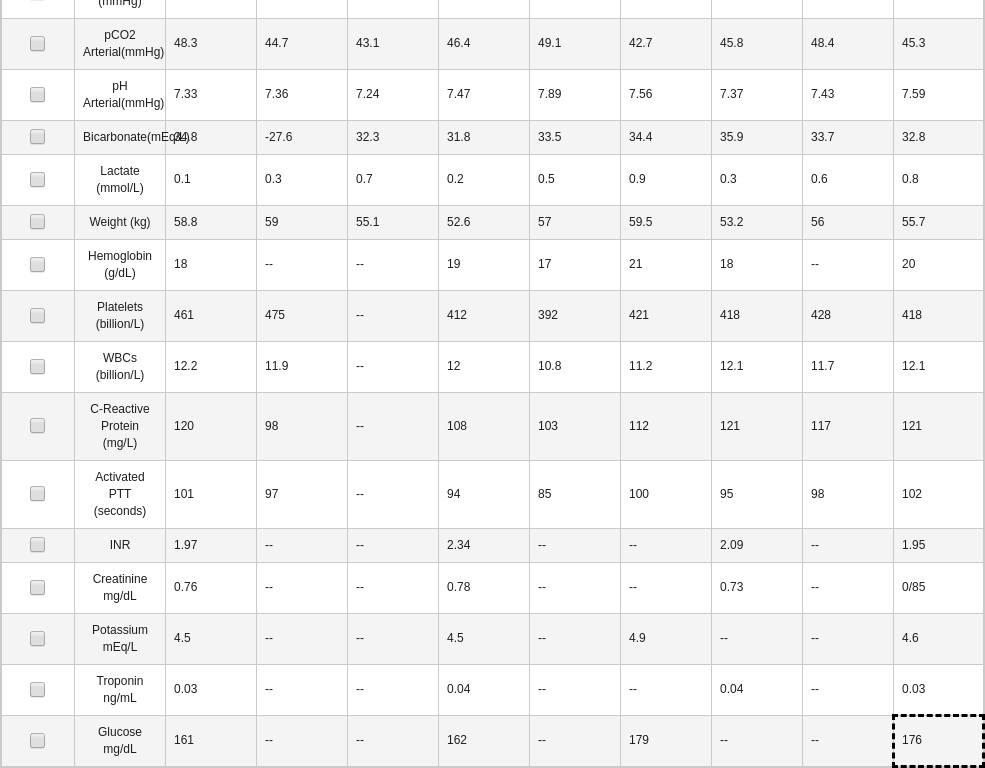 (mmHg)
pCO2 Arterial(mmHg) 48.3 44.7 43.1 46.4 49.1 42.7 45.8 48.4 45.3
pH Arterial(mmHg) 7.33 7.36 7.24 7.47 7.89 7.56 7.37 7.43 7.59
Bicarbonate(mEq/L) 34.8 -27.6 32.3 31.8 33.5 34.4 35.9 33.7 32.8
Lactate (mmol/L) 0.1 0.3 0.7 0.2 0.5 0.9 0.3 0.6 0.8
Weight (kg) 58.8 59 55.1 52.6 57 59.5 53.2 56 55.7
Hemoglobin (g/dL) 18 -- -- 19 17 21 18 -- 20
Platelets (billion/L) 461 475 -- 412 392 421 418 428 418
WBCs (billion/L) 12.2 11.9 -- 12 10.8 11.2 12.1 11.7 12.1
C-Reactive Protein (mg/L) 120 98 -- 108 103 112 121 117 121
Activated PTT (seconds) 101 97 -- 94 85 100 95 98 102
INR 1.97 -- -- 2.34 -- -- 2.09 -- 1.95
Creatinine mg/dL 0.76 -- -- 0.78 -- -- 0.73 -- 0/85
Potassium mEq/L 4.5 -- -- 4.5 -- 4.9 -- -- 4.6
Troponin ng/mL 0.03 -- -- 0.04 -- -- 0.04 -- 0.03
Glucose mg/dL 161 -- -- 162 -- 179 -- -- 176